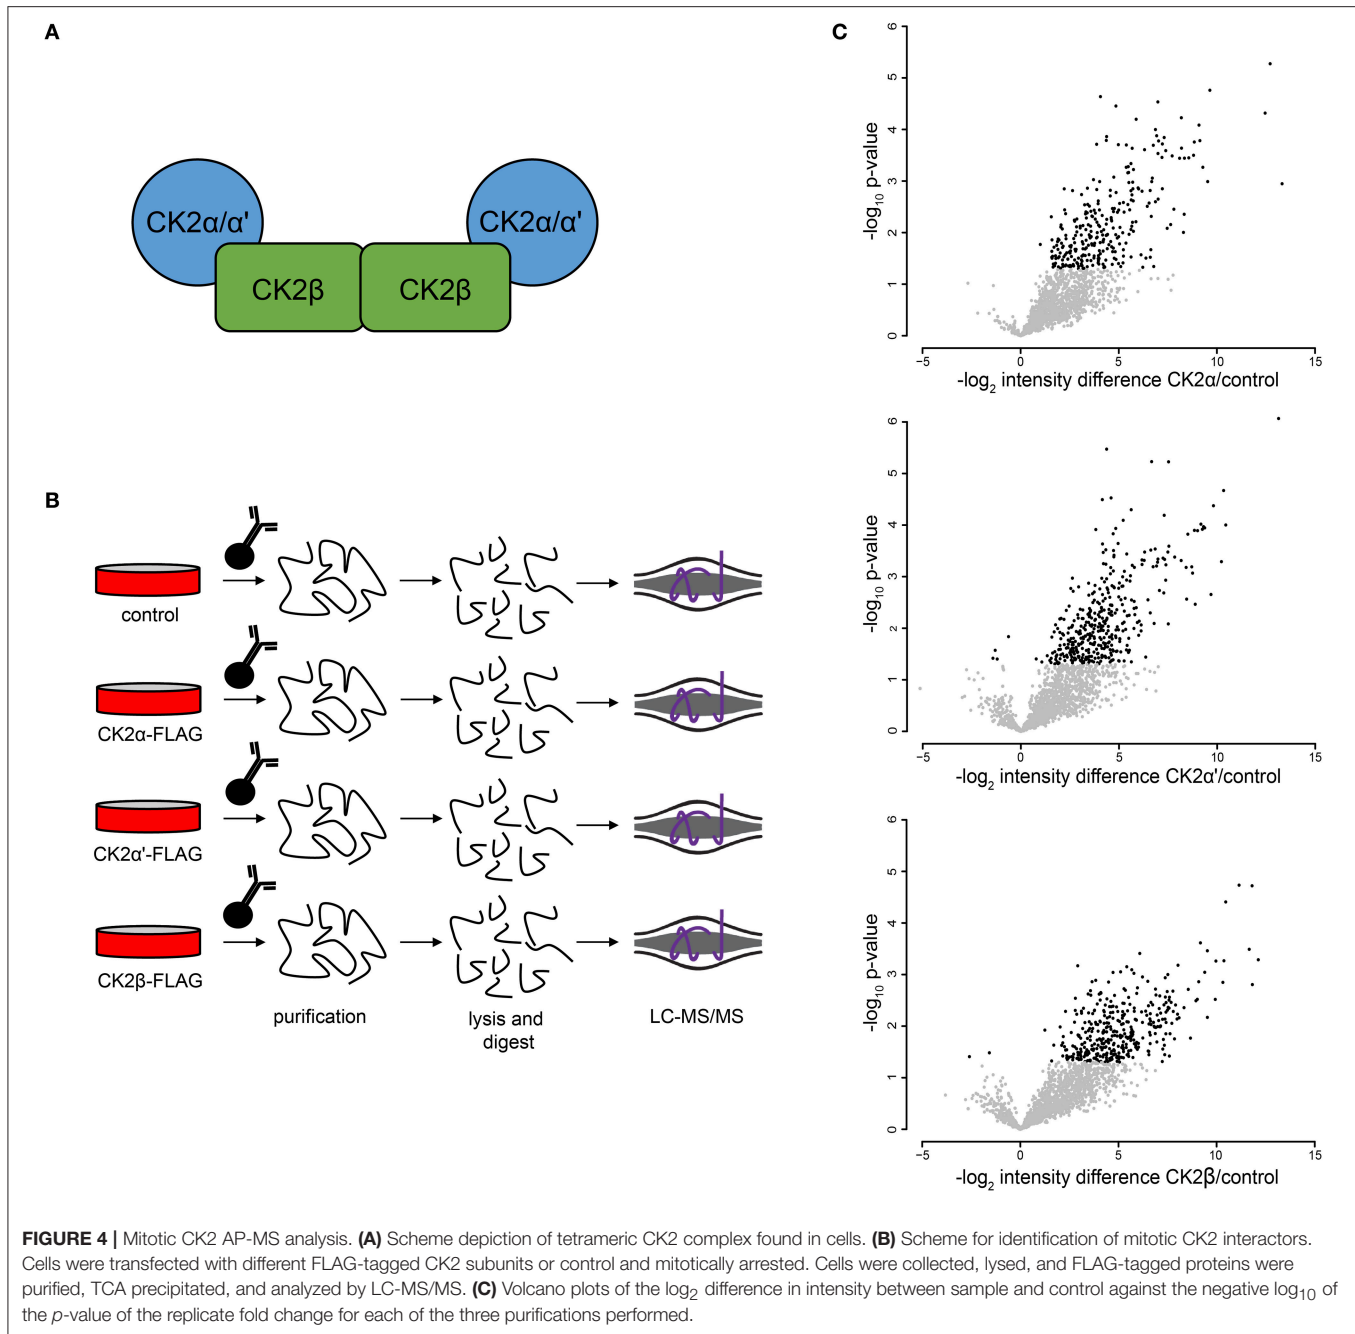 A
CK2α/α'
CK2α/α'
CK2β
CK2β
B
control
CK2α-FLAG
CK2α'-FLAG
CK2β-FLAG
purification
lysis and
digest
LC-MS/MS
C
6
5
4
3
2
1
0
-log10 p-value
−5 0 5 10 15
-log2 intensity difference CK2α/control
6
5
4
3
2
1
0
-log10 p-value
−5 0 5 10 15
-log2 intensity difference CK2α'/control
6
5
4
3
2
1
0
-log10 p-value
−5 0 5 10 15
-log2 intensity difference CK2β/control
FIGURE 4 | Mitotic CK2 AP-MS analysis. (A) Scheme depiction of tetrameric CK2 complex found in cells. (B) Scheme for identification of mitotic CK2 interactors.
Cells were transfected with different FLAG-tagged CK2 subunits or control and mitotically arrested. Cells were collected, lysed, and FLAG-tagged proteins were
purified, TCA precipitated, and analyzed by LC-MS/MS. (C) Volcano plots of the log2 difference in intensity between sample and control against the negative log10 of
the p-value of the replicate fold change for each of the three purifications performed.